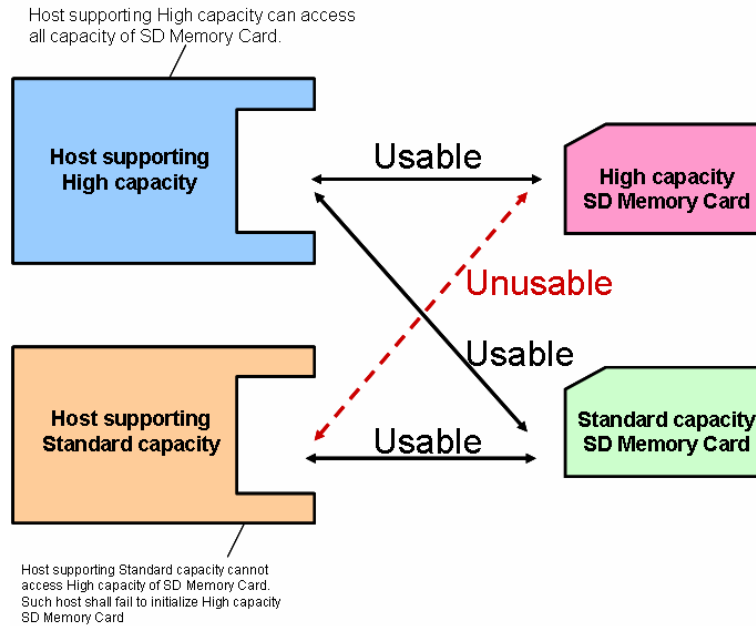 Host supporting High capacity can access
all capacity of SD Memory Card.
Host supporting
High capacity
Usable
High capacity
SD Memory Card
Unusable
Usable
Host supporting
Standard capacity
Usable
Standard capacity
SD Memory Card
Host supporting Standard capacity cannot
access High capacity of SD Memory Card.
Such host shall fail to initialize High capacity
SD Memory Card